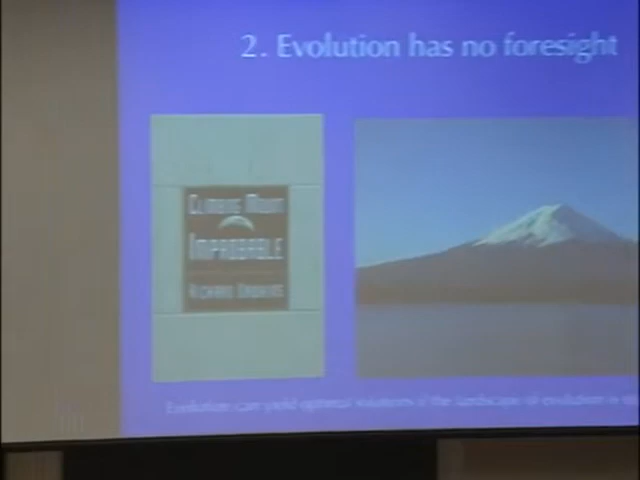 2. Evolution has no foresight
CLIMBING MOUNT
IMPROBABLE
RICHARD DAWKINS
Evolution can yield optimal solutions if the landscape of evolution is